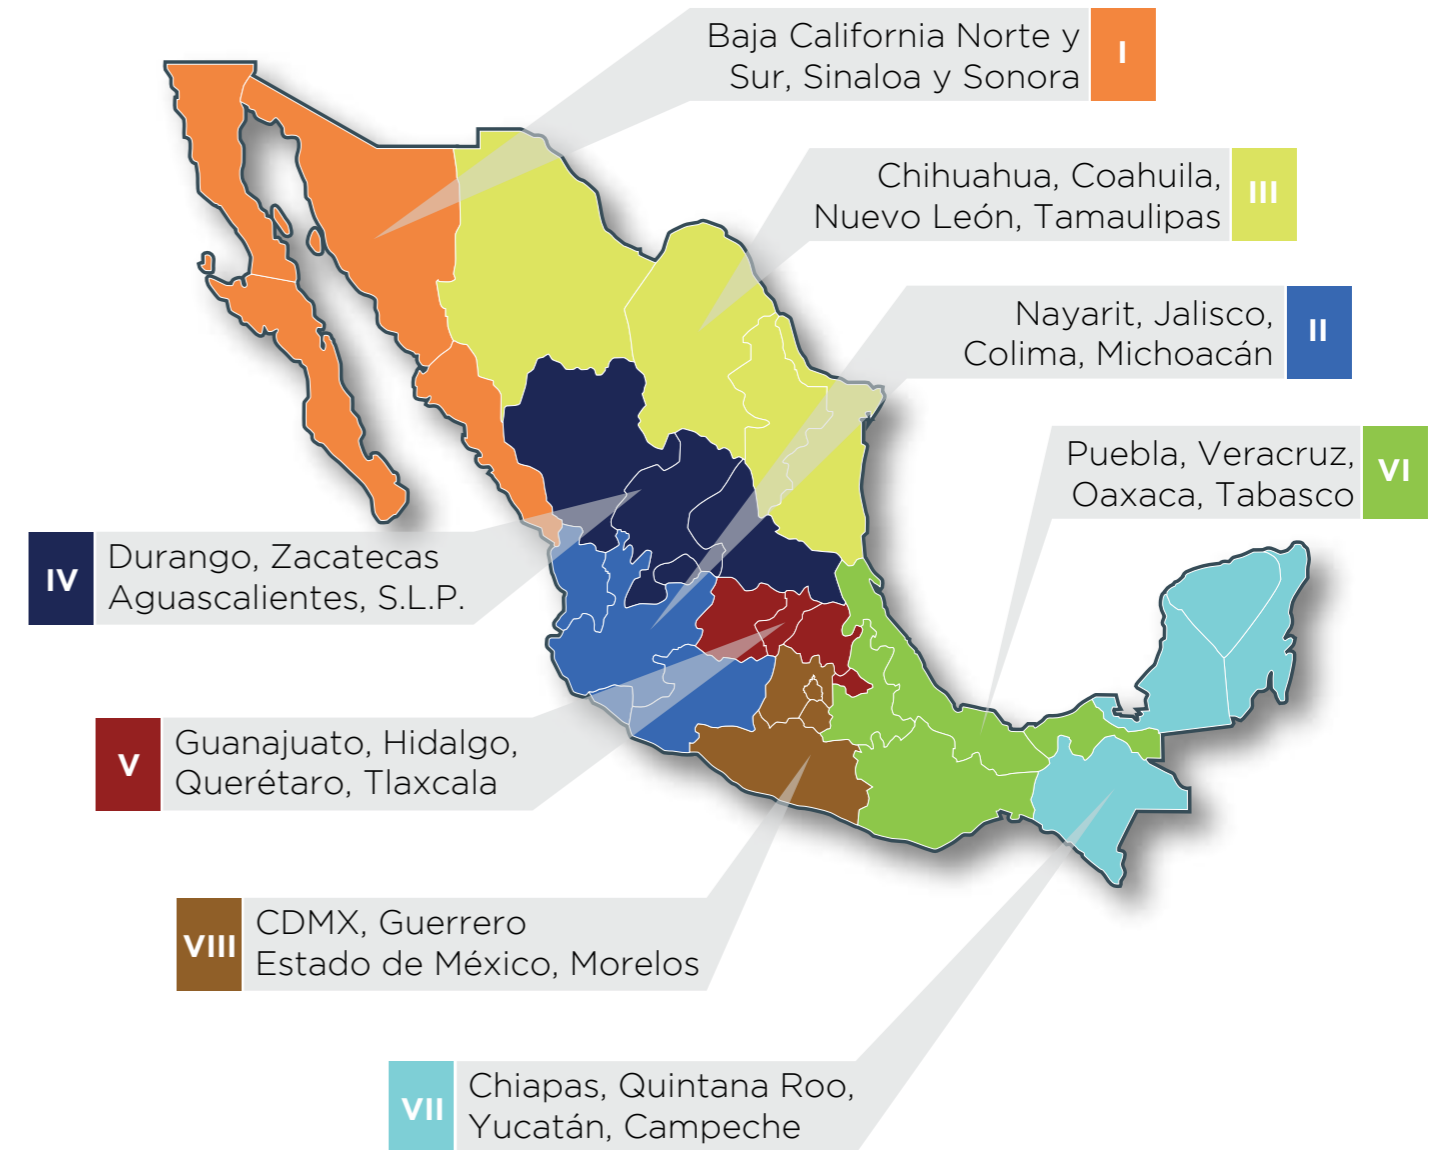 Baja California Norte y
Sur, Sinaloa y Sonora
I
Chihuahua, Coahuila,
Nuevo León, Tamaulipas
III
Nayarit, Jalisco,
Colima, Michoacán
II
Puebla, Veracruz,
Oaxaca, Tabasco
VI
IV
Durango, Zacatecas
Aguascalientes, S.L.P.
V
Guanajuato, Hidalgo,
Querétaro, Tlaxcala
VIII
CDMX, Guerrero
Estado de México, Morelos
VII
Chiapas, Quintana Roo,
Yucatán, Campeche